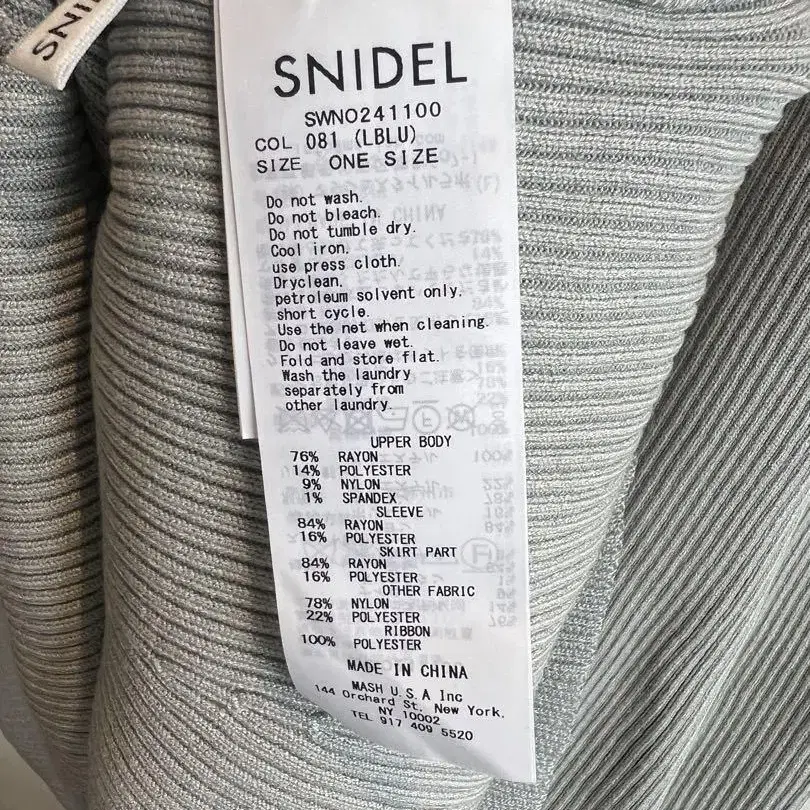 SNI
SNIDEL
SWNO241100
COL 081 (LBLU)
SIZE ONE SIZE
Do not wash.
Do not bleach.
Do not tumble dry.
Cool iron.
use press cloth.
Dryclean.
petroleum solvent only.
short cycle.
Use the net when cleaning.
Do not leave wet.
Fold and store flat.
Wash the laundry
separately from
other laundry.
UPPER BODY
76% RAYON
14% POLYESTER
9% NYLON
1% SPANDEX
SLEEVE
84% RAYON
16% POLYESTER
SKIRT PART
84% RAYON
16% POLYESTER
OTHER FABRIC
78% NYLON
22% POLYESTER
RIBBON
100% POLYESTER
MADE IN CHINA
MASH U.S.A Inc
144 Orchard St. New York.
NY 10002
TEL 917 409 5520